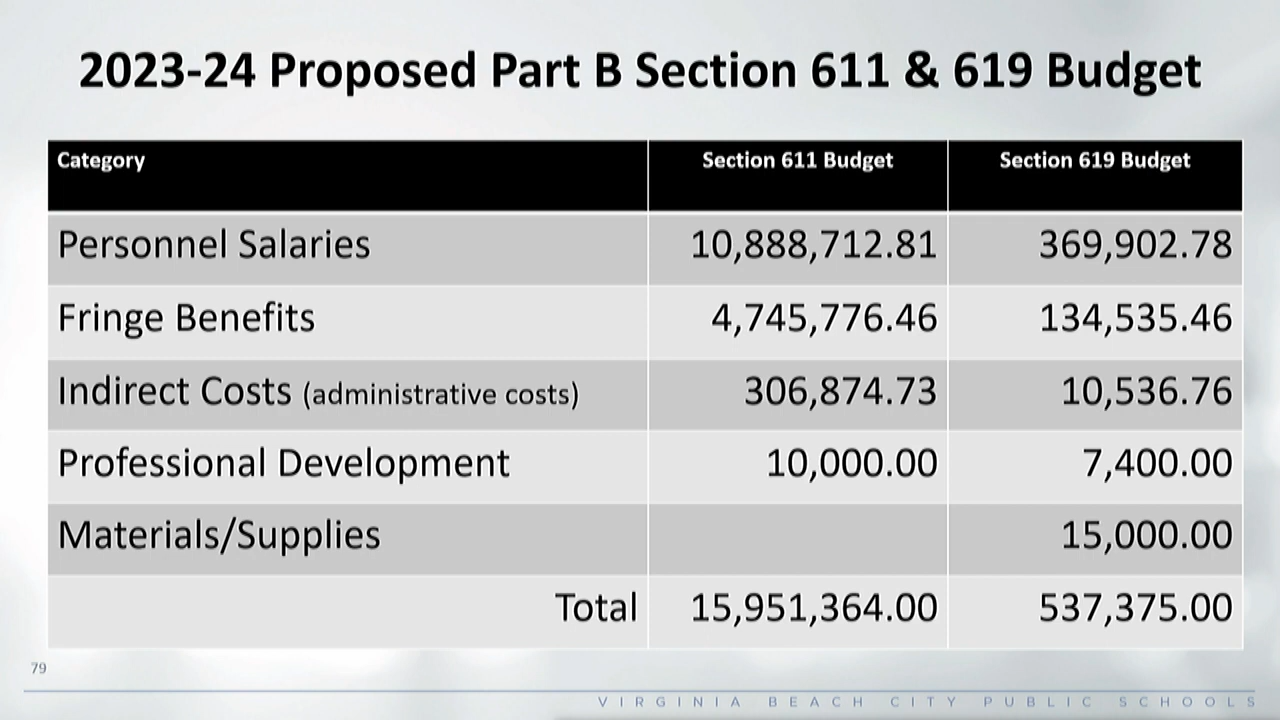 2023-24 Proposed Part B Section 611 & 619 Budget
Category Section 611 Budget Section 619 Budget
Personnel Salaries 10,888,712.81 369,902.78
Fringe Benefits 4,745,776.46 134,535.46
Indirect Costs (administrative costs) 306,874.73 10,536.76
Professional Development 10,000.00 7,400.00
Materials/Supplies 15,000.00
Total 15,951,364.00 537,375.00
79
VIRGINIA BEACH CITY PUBLIC SCHOOLS